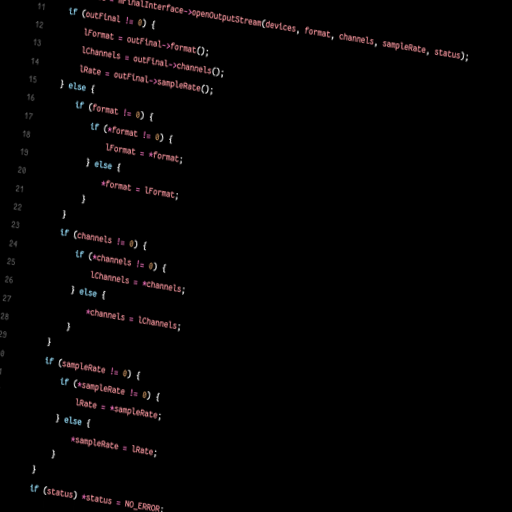 11 mFinalInterface->openOutputStream(devices, format, channels, sampleRate, status);
12 if (outFinal != 0) {
13 lFormat = outFinal->format();
14 lChannels = outFinal->channels();
15 lRate = outFinal->sampleRate();
16 } else {
17 if (format != 0) {
18 if (*format != 0) {
19 lFormat = *format;
20 } else {
21 *format = lFormat;
22 }
23 }
24 if (channels != 0) {
25 if (*channels != 0) {
26 lChannels = *channels;
27 } else {
28 *channels = lChannels;
29 }
}
if (sampleRate != 0) {
if (*sampleRate != 0) {
lRate = *sampleRate;
} else {
*sampleRate = lRate;
}
}
if (status) *status = NO_ERROR;